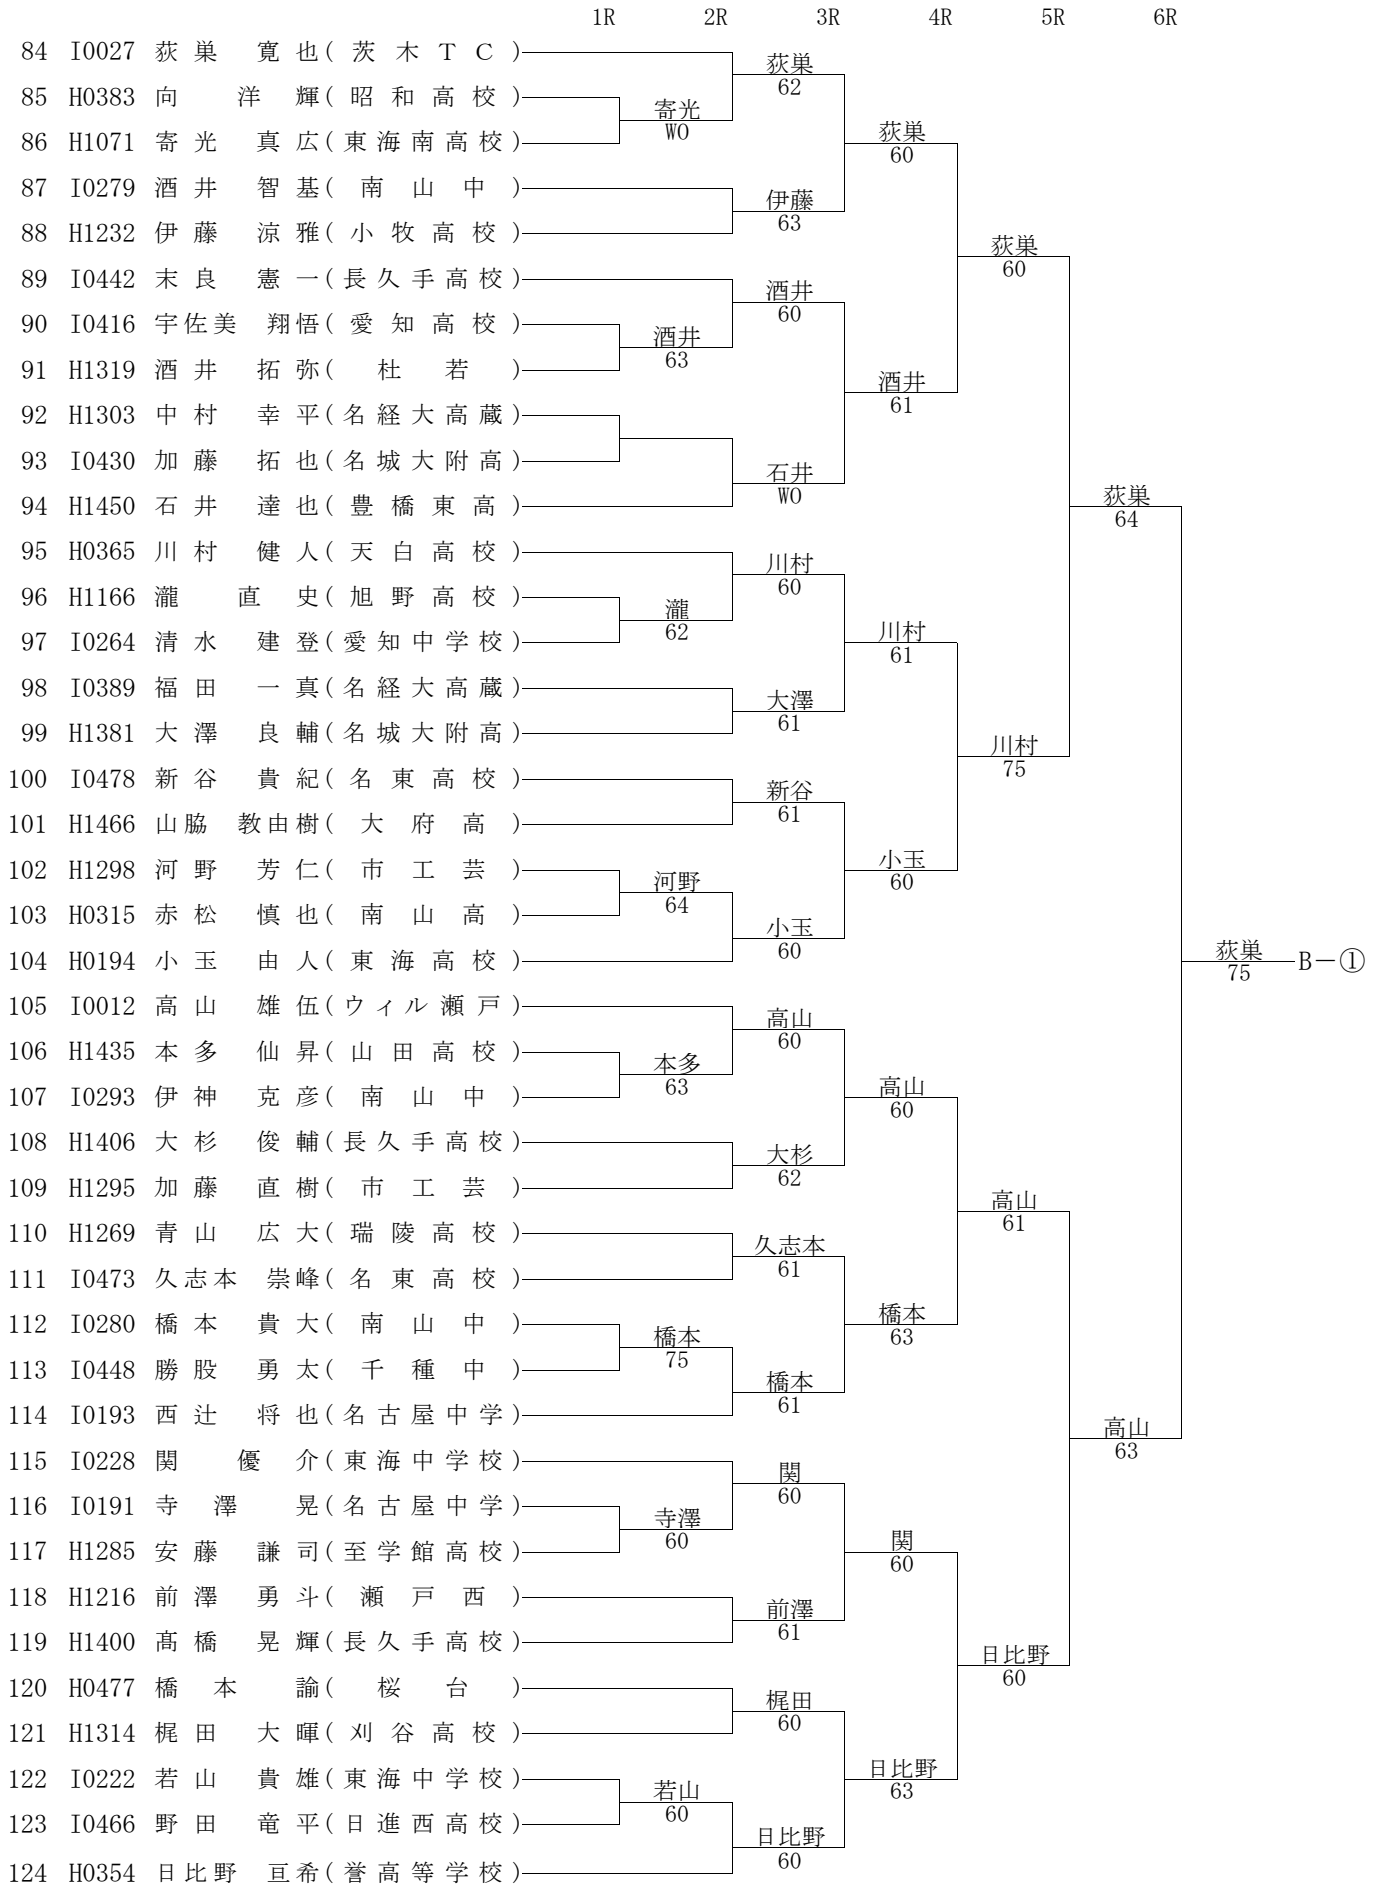 1R 2R 3R 4R 5R 6R
84 I0027 荻巣 寛也(茨木TC)
荻巣
62
85 H0383 向 洋輝(昭和高校)
寄光
WO
86 H1071 寄光 真広(東海南高校)
荻巣
60
87 I0279 酒井 智基(南山中)
伊藤
63
88 H1232 伊藤 涼雅(小牧高校)
荻巣
60
89 I0442 末良 憲一(長久手高校)
酒井
60
90 I0416 宇佐美 翔悟(愛知高校)
酒井
63
91 H1319 酒井 拓弥(杜若)
酒井
61
92 H1303 中村 幸平(名経大高蔵)
93 I0430 加藤 拓也(名城大附高)
石井
WO
94 H1450 石井 達也(豊橋東高)
荻巣
64
95 H0365 川村 健人(天白高校)
川村
60
96 H1166 瀧 直史(旭野高校)
瀧
62
97 I0264 清水 建登(愛知中学校)
川村
61
98 I0389 福田 一真(名経大高蔵)
大澤
61
99 H1381 大澤 良輔(名城大附高)
川村
75
100 I0478 新谷 貴紀(名東高校)
新谷
61
101 H1466 山脇 教由樹(大府高)
小玉
60
102 H1298 河野 芳仁(市工芸)
河野
64
103 H0315 赤松 慎也(南山高)
小玉
60
104 H0194 小玉 由人(東海高校)
荻巣
75
B－①
105 I0012 高山 雄伍(ウィル瀬戸)
高山
60
106 H1435 本多 仙昇(山田高校)
本多
63
107 I0293 伊神 克彦(南山中)
高山
60
108 H1406 大杉 俊輔(長久手高校)
大杉
62
109 H1295 加藤 直樹(市工芸)
高山
61
110 H1269 青山 広大(瑞陵高校)
久志本
61
111 I0473 久志本 崇峰(名東高校)
橋本
63
112 I0280 橋本 貴大(南山中)
橋本
75
113 I0448 勝股 勇太(千種中)
橋本
61
114 I0193 西辻 将也(名古屋中学)
高山
63
115 I0228 関 優介(東海中学校)
関
60
116 I0191 寺澤 晃(名古屋中学)
寺澤
60
117 H1285 安藤 謙司(至学館高校)
関
60
118 H1216 前澤 勇斗(瀬戸西)
前澤
61
119 H1400 髙橋 晃輝(長久手高校)
日比野
60
120 H0477 橋本 諭(桜台)
梶田
60
121 H1314 梶田 大暉(刈谷高校)
日比野
63
122 I0222 若山 貴雄(東海中学校)
若山
60
123 I0466 野田 竜平(日進西高校)
日比野
60
124 H0354 日比野 亘希(誉高等学校)